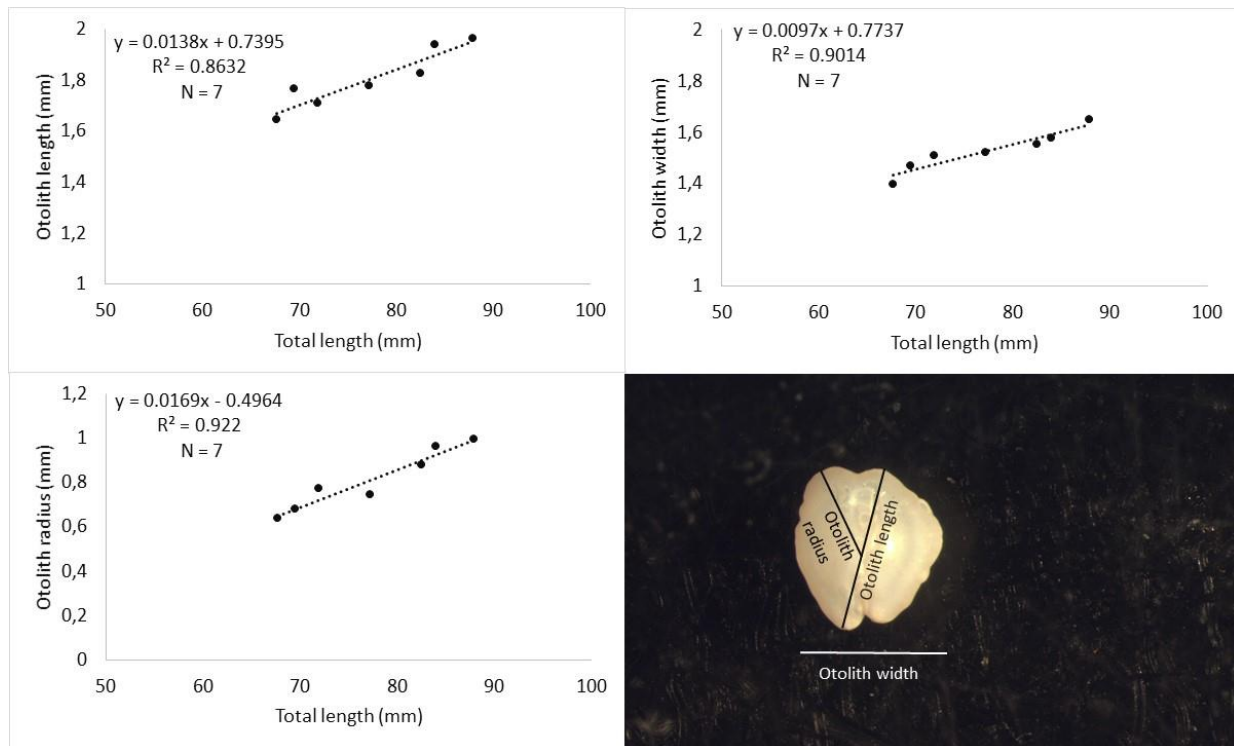 y = 0.0138x + 0.7395
R² = 0.8632
N = 7
2
1,8
1,6
1,4
1,2
1
Otolith length (mm)
50 60 70 80 90 100
Total length (mm)
y = 0.0097x + 0.7737
R² = 0.9014
N = 7
2
1,8
1,6
1,4
1,2
1
Otolith width (mm)
50 60 70 80 90 100
Total length (mm)
y = 0.0169x - 0.4964
R² = 0.922
N = 7
1,2
1
0,8
0,6
0,4
0,2
0
Otolith radius (mm)
50 60 70 80 90 100
Total length (mm)
Otolith
radius
Otolith length
Otolith width